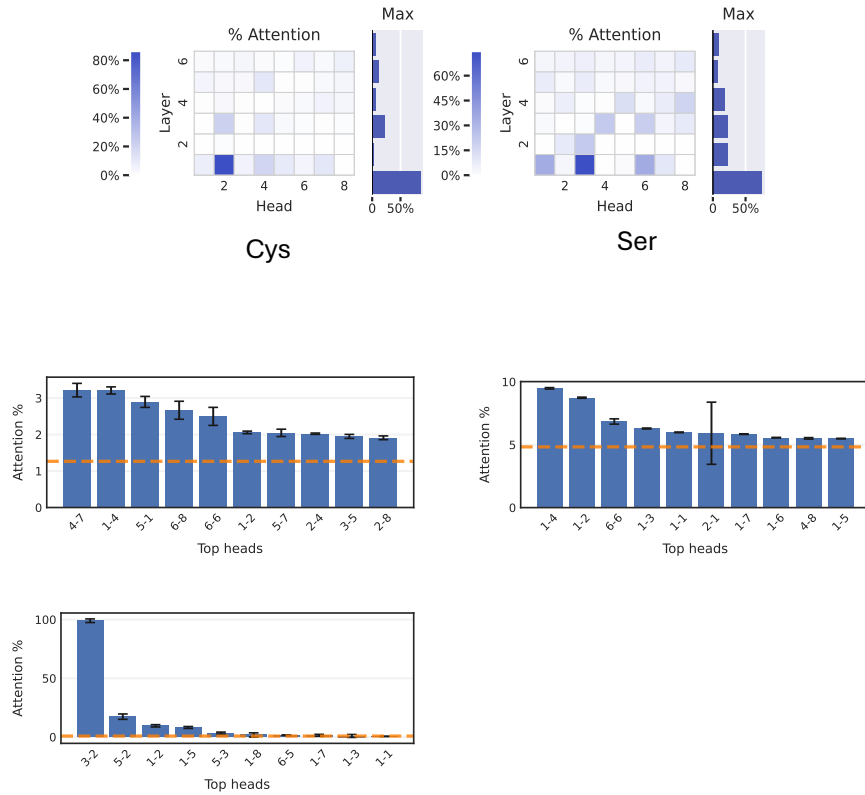 Max
% Attention
80%
60%
40%
20%
0%
Layer
6
4
2
2 4 6 8
Head
0 50%
Cys
Max
% Attention
60%
45%
30%
15%
0%
Layer
6
4
2
2 4 6 8
Head
0 50%
Ser
Attention %
3
2
1
0
4-7 1-4 5-1 6-8 6-6 1-2 5-7 2-4 3-5 2-8
Top heads
Attention %
10
5
0
1-4 1-2 6-6 1-3 1-1 2-1 1-7 1-6 4-8 1-5
Top heads
Attention %
100
50
0
3-2 5-2 1-2 1-5 5-3 1-8 6-5 1-7 1-3 1-1
Top heads